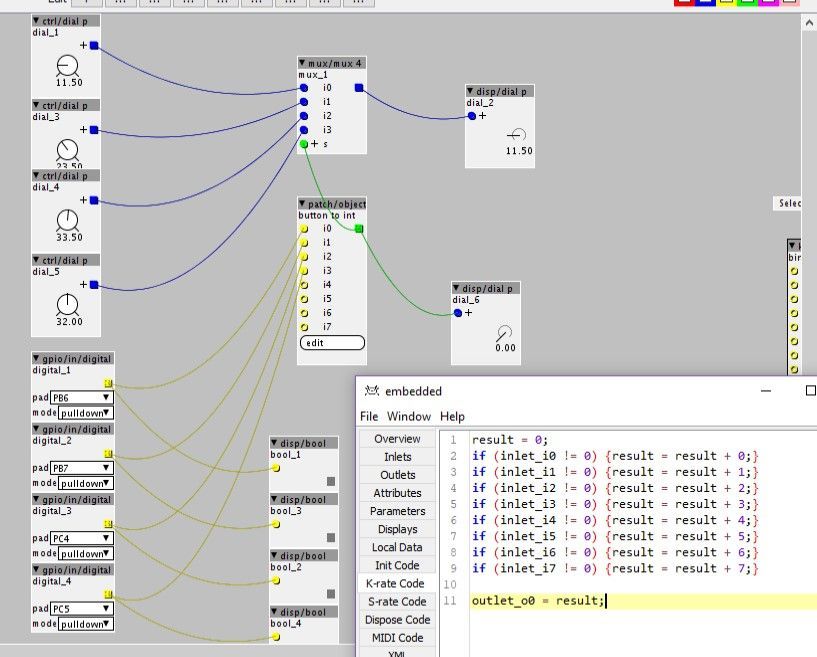 Edit
ctrl/dial p
dial_1
+
11.50
ctrl/dial p
dial_3
+
23.50
ctrl/dial p
dial_4
+
33.50
ctrl/dial p
dial_5
+
32.00
mux/mux 4
mux_1
i0
i1
i2
i3
+ s
disp/dial p
dial_2
+
11.50
patch/object
button to int
i0
i1
i2
i3
i4
i5
i6
i7
edit
disp/dial p
dial_6
+
0.00
Selec
bin
gpio/in/digital
digital_1
pad PB6
mode pulldown
gpio/in/digital
digital_2
pad PB7
mode pulldown
gpio/in/digital
digital_3
pad PC4
mode pulldown
gpio/in/digital
digital_4
pad PC5
mode pulldown
disp/bool
bool_1
disp/bool
bool_3
disp/bool
bool_2
disp/bool
bool_4
embedded
File Window Help
Overview
Inlets
Outlets
Attributes
Parameters
Displays
Local Data
Init Code
K-rate Code
S-rate Code
Dispose Code
MIDI Code
XML
1 result = 0;
2 if (inlet_i0 != 0) {result = result + 0;}
3 if (inlet_i1 != 0) {result = result + 1;}
4 if (inlet_i2 != 0) {result = result + 2;}
5 if (inlet_i3 != 0) {result = result + 3;}
6 if (inlet_i4 != 0) {result = result + 4;}
7 if (inlet_i5 != 0) {result = result + 5;}
8 if (inlet_i6 != 0) {result = result + 6;}
9 if (inlet_i7 != 0) {result = result + 7;}
10
11 outlet_o0 = result;